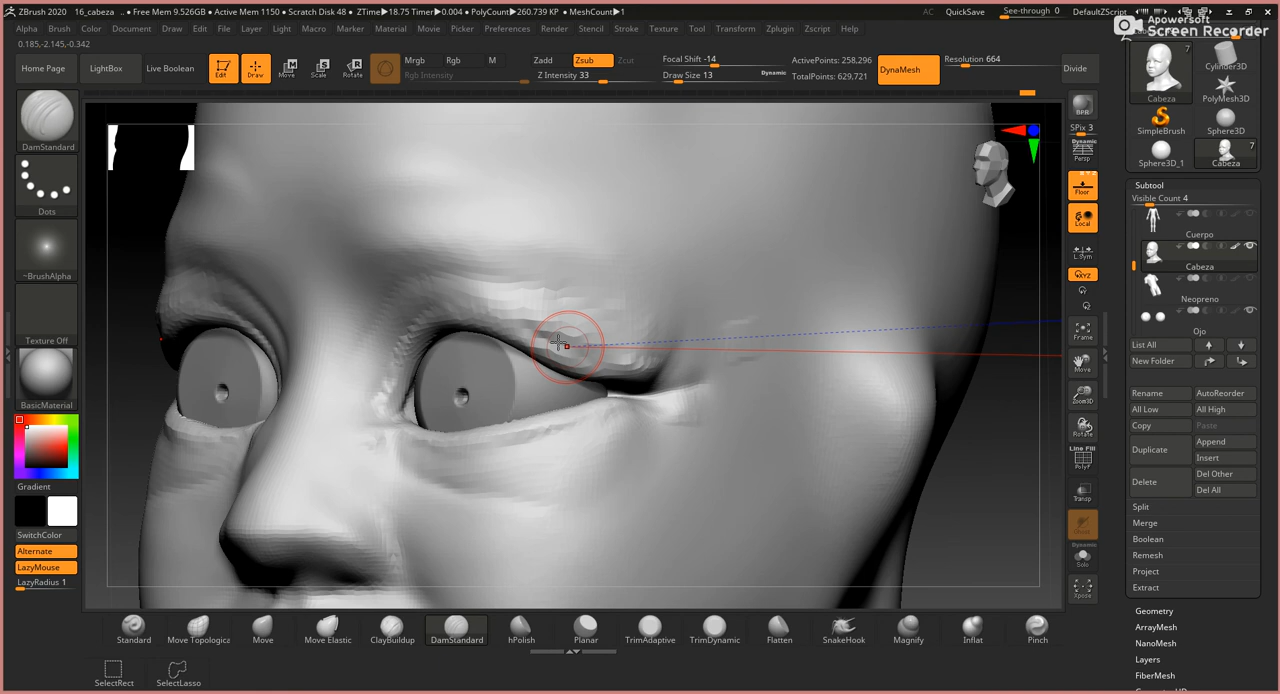 ZBrush 2020 16_cabeza .. • Free Mem 9.526GB • Active Mem 1150 • Scratch Disk 48 • ZTime▶18.75 Timer▶0.004 • PolyCount▶260.739 KP • MeshCount▶1 AC QuickSave See-through 0 DefaultZScript
Apowersoft
Screen Recorder
Alpha Brush Color Document Draw Edit File Layer Light Macro Marker Material Movie Picker Preferences Render Stencil Stroke Texture Tool Transform Zplugin Zscript Help
0.185,-2.145,-0.342
Home Page LightBox Live Boolean Edit Draw Move Scale Rotate
Mrgb Rgb M
Rgb Intensity
Zadd Zsub Zcut
Z Intensity 33
Focal Shift -14
Draw Size 13 Dynamic
ActivePoints: 258,296
TotalPoints: 629,721
DynaMesh
Resolution 664
Divide
DamStandard
Dots
~BrushAlpha
Texture Off
BasicMaterial
Gradient
SwitchColor
Alternate
LazyMouse
LazyRadius 1
BPR
SPix 3
Dynamic
Persp
Floor
Local
L.Sym
XYZ
Frame
Move
Zoom3D
Rotate
Line Fill
PolyF
Transp
Ghost
Dynamic
Solo
Xpose
7
Cabeza
Cylinder3D
PolyMesh3D
SimpleBrush
Sphere3D
Sphere3D_1
7
Cabeza
Subtool
Visible Count 4
Cuerpo
Cabeza
Neopreno
Ojo
List All
New Folder
Rename AutoReorder
All Low All High
Copy Paste
Duplicate Append
Insert
Delete Del Other
Del All
Split
Merge
Boolean
Remesh
Project
Extract
Geometry
ArrayMesh
NanoMesh
Layers
FiberMesh
Standard Move Topologica Move Move Elastic ClayBuildup DamStandard hPolish Planar TrimAdaptive TrimDynamic Flatten SnakeHook Magnify Inflat Pinch
SelectRect SelectLasso